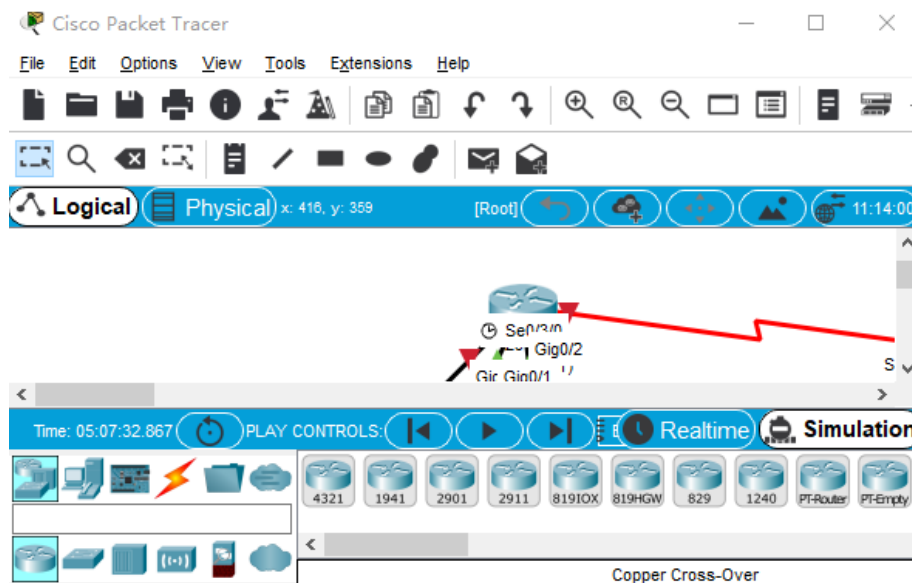 Cisco Packet Tracer
File Edit Options View Tools Extensions Help
Logical Physical x: 416, y: 359 [Root] 11:14:00
Se0/3/0
Gig0/2
Gig0/1
S
Time: 05:07:32.867 PLAY CONTROLS: Realtime Simulation
4321 1941 2901 2911 819IOX 819HGW 829 1240 PT-Router PT-Empty
Copper Cross-Over